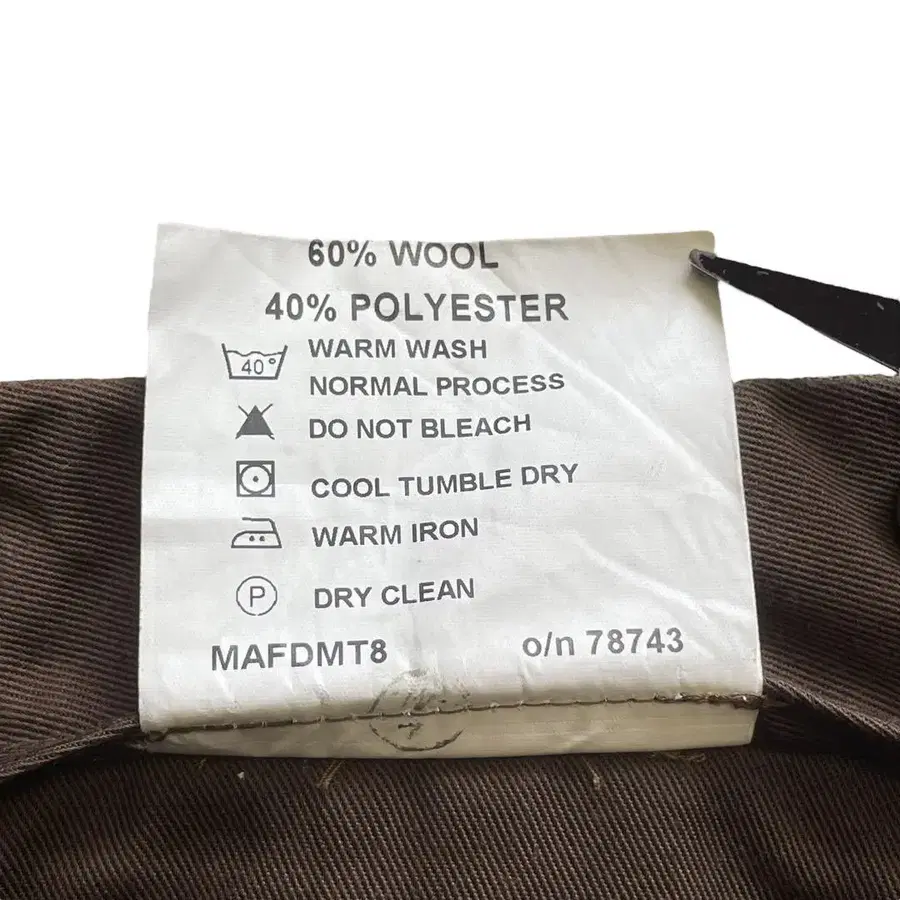 60% WOOL
40% POLYESTER
40° WARM WASH
NORMAL PROCESS
DO NOT BLEACH
COOL TUMBLE DRY
WARM IRON
P DRY CLEAN
MAFDMT8 o/n 78743